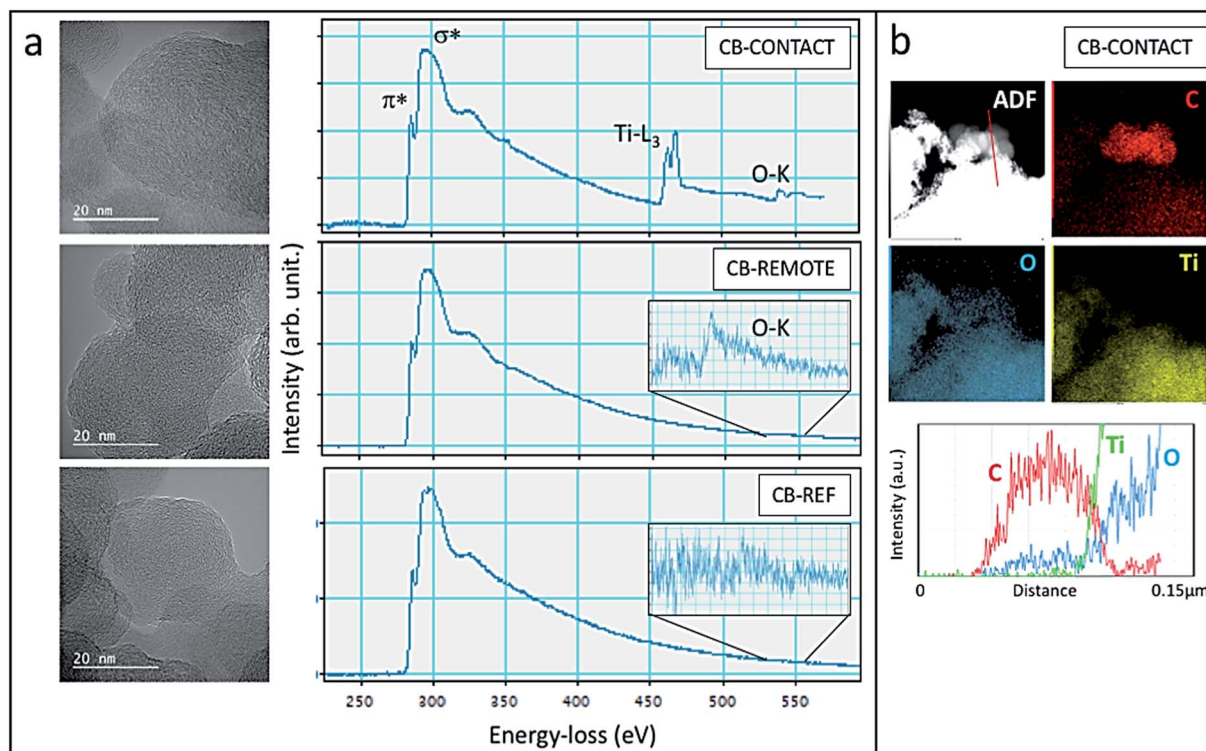 a
20 nm
20 nm
20 nm
Intensity (arb. unit.)
CB-CONTACT
π*
σ*
Ti-L3
O-K
CB-REMOTE
O-K
CB-REF
250 300 350 400 450 500 550
Energy-loss (eV)
b
CB-CONTACT
ADF
C
O
Ti
Intensity (a.u.)
C
Ti
O
0
Distance
0.15µm